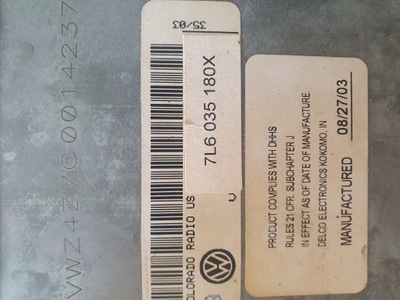 VWZ4Z7C0014237
35/03
7L6 035 180X
COLORADO RADIO US
PRODUCT COMPLIES WITH DHHS
RULES 21 CFR, SUBCHAPTER J
IN EFFECT AS OF DATE OF MANUFACTURE.
DELCO ELECTRONICS KOKOMO, IN
MANUFACTURED 08/27/03